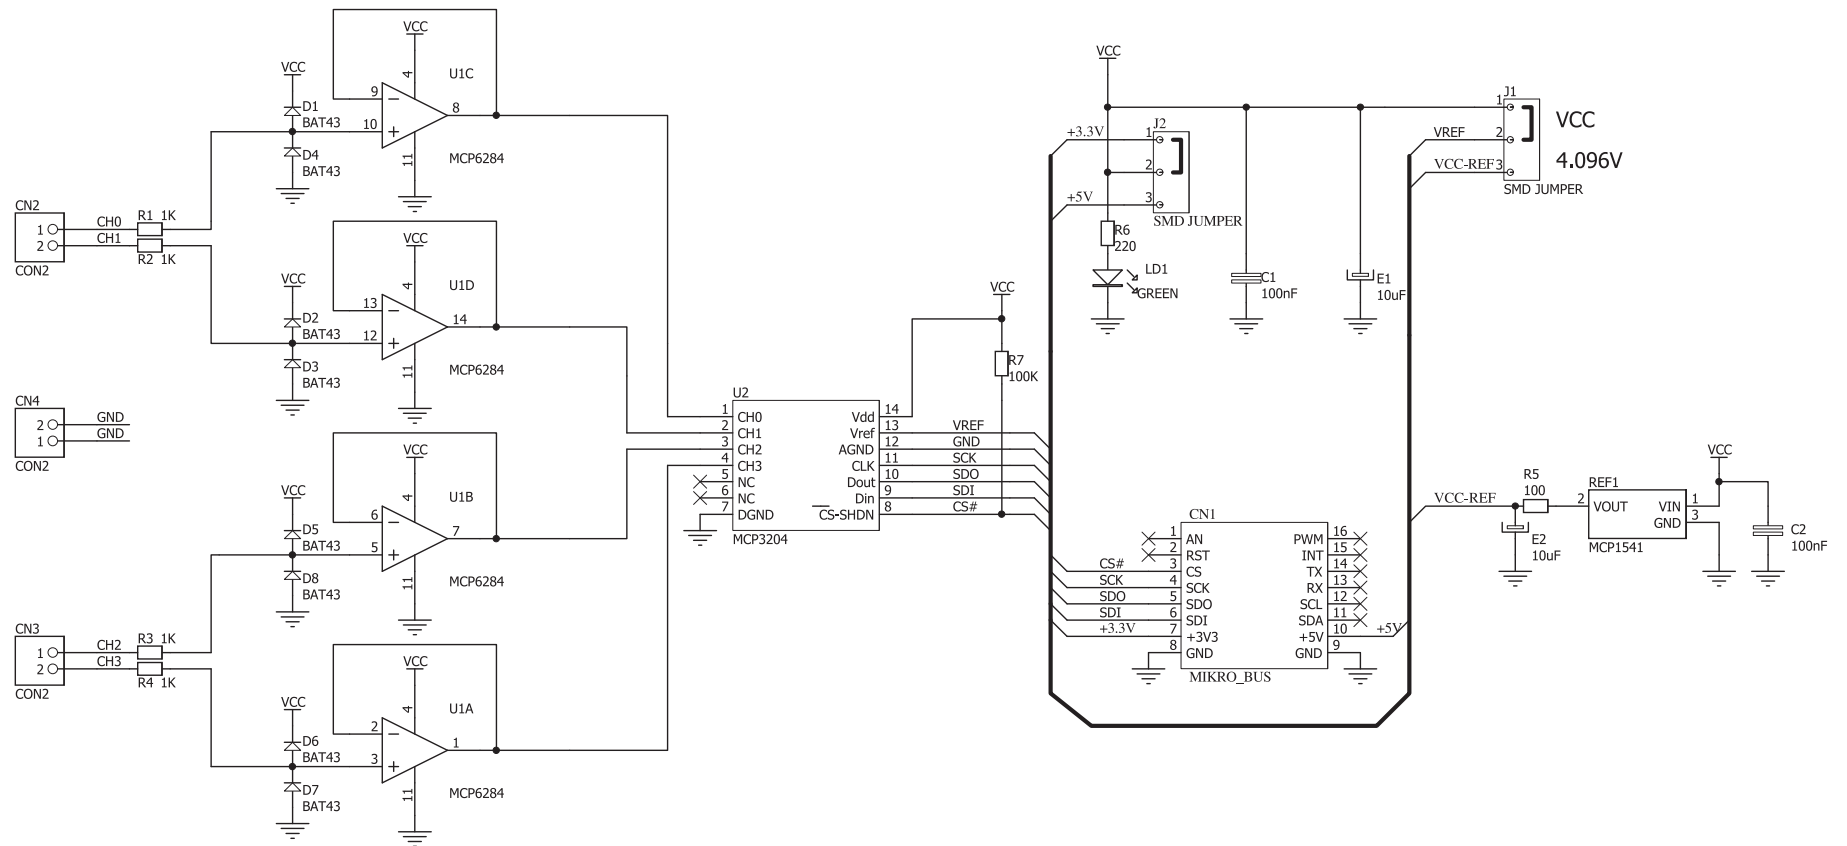 VCC
4
U1C
9
8
10
11
MCP6284
VCC
D1
BAT43
D4
BAT43
CN2
1
2
CON2
CH0
CH1
R1 1K
R2 1K
VCC
4
U1D
13
14
12
11
MCP6284
VCC
D2
BAT43
D3
BAT43
CN4
2
1
CON2
GND
GND
VCC
4
U1B
6
7
5
11
MCP6284
VCC
D5
BAT43
D8
BAT43
CN3
1
2
CON2
CH2
CH3
R3 1K
R4 1K
VCC
4
U1A
2
1
3
11
MCP6284
VCC
D6
BAT43
D7
BAT43
U2
1 CH0
2 CH1
3 CH2
4 CH3
5 NC
6 NC
7 DGND
Vdd 14
Vref 13
AGND 12
CLK 11
Dout 10
Din 9
CS-SHDN 8
MCP3204
VREF
GND
SCK
SDO
SDI
CS#
VCC
R7
100K
VCC
J2
+3.3V 1
2
+5V 3
SMD JUMPER
R6
220
LD1
GREEN
C1
100nF
E1
10uF
J1
1
VREF 2
VCC-REF 3
SMD JUMPER
VCC
4.096V
CN1
1 AN
2 RST
CS# 3 CS
SCK 4 SCK
SDO 5 SDO
SDI 6 SDI
+3.3V 7 +3V3
8 GND
PWM 16
INT 15
TX 14
RX 13
SCL 12
SDA 11
+5V 10 +5V
GND 9
MIKRO_BUS
VCC-REF
R5
100
E2
10uF
REF1
2 VOUT
VIN 1
GND 3
MCP1541
VCC
C2
100nF